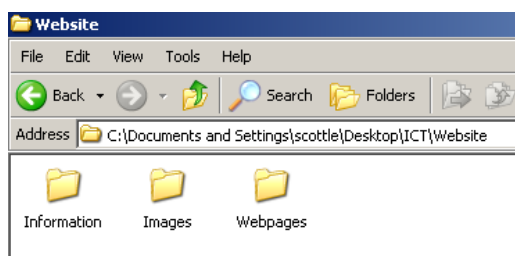 Website
File Edit View Tools Help
Back Search Folders
Address C:\Documents and Settings\scottle\Desktop\ICT\Website
Information Images Webpages